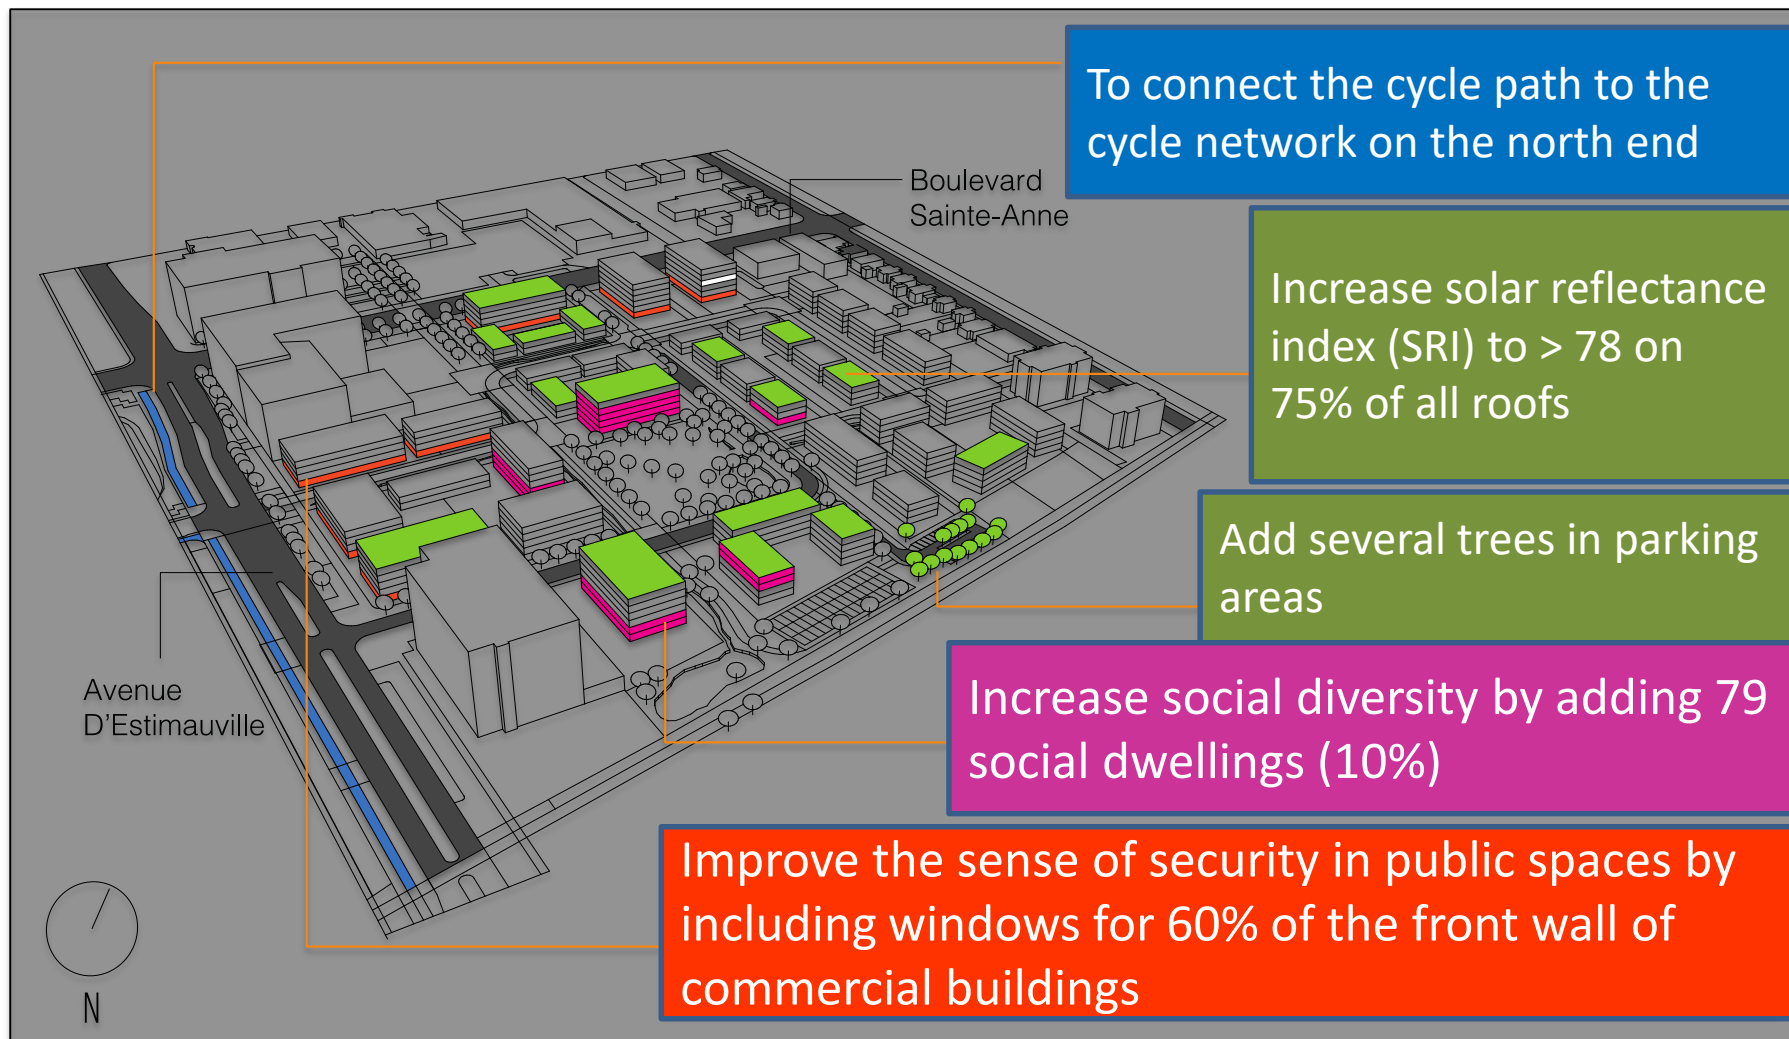 To connect the cycle path to the
cycle network on the north end
Boulevard
Sainte-Anne
Increase solar reflectance
index (SRI) to > 78 on
75% of all roofs
Add several trees in parking
areas
Avenue
D'Estimauville
Increase social diversity by adding 79
social dwellings (10%)
Improve the sense of security in public spaces by
including windows for 60% of the front wall of
commercial buildings
N